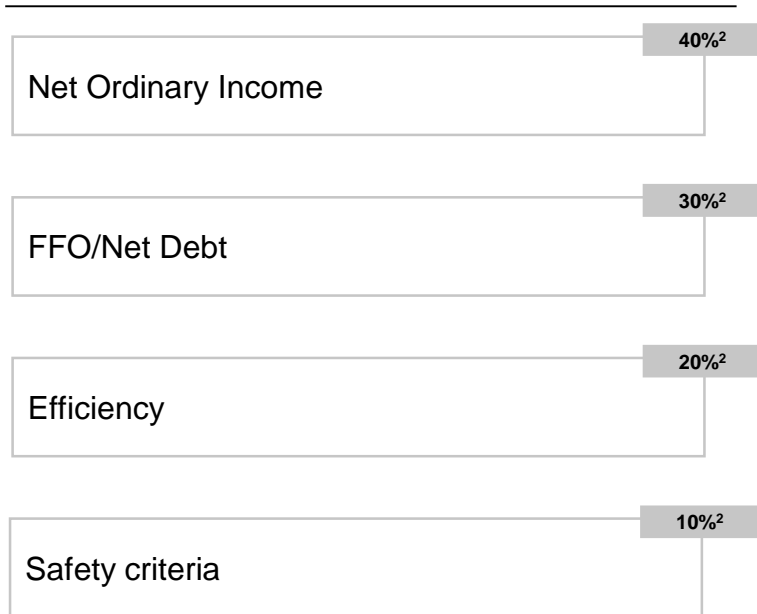 40%²
Net Ordinary Income
30%²
FFO/Net Debt
20%²
Efficiency
10%²
Safety criteria